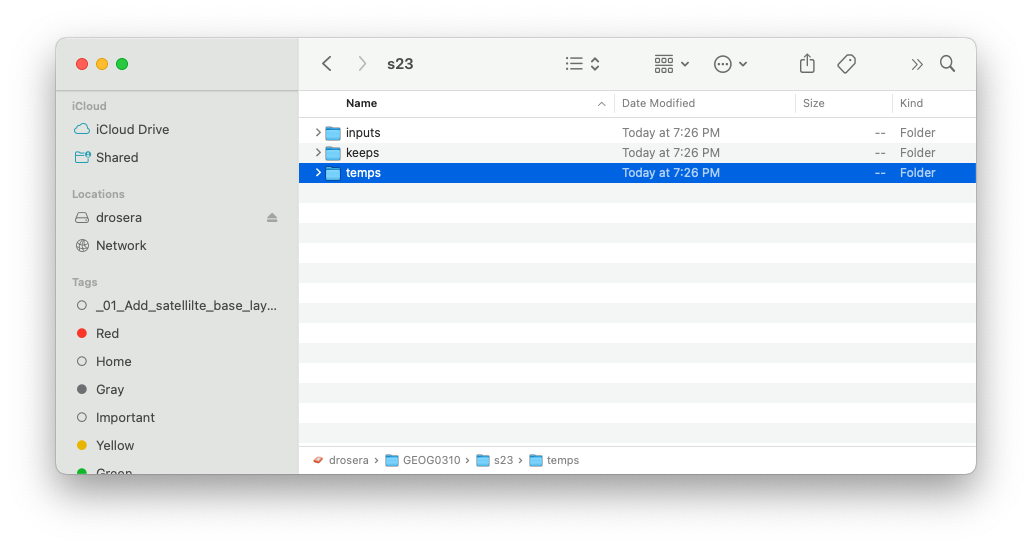 s23
iCloud
iCloud Drive
Shared
Locations
drosera
Network
Tags
_01_Add_satellilte_base_lay...
Red
Home
Gray
Important
Yellow
Green
Name Date Modified Size Kind
inputs Today at 7:26 PM -- Folder
keeps Today at 7:26 PM -- Folder
temps Today at 7:26 PM -- Folder
drosera › GEOG0310 › s23 › temps